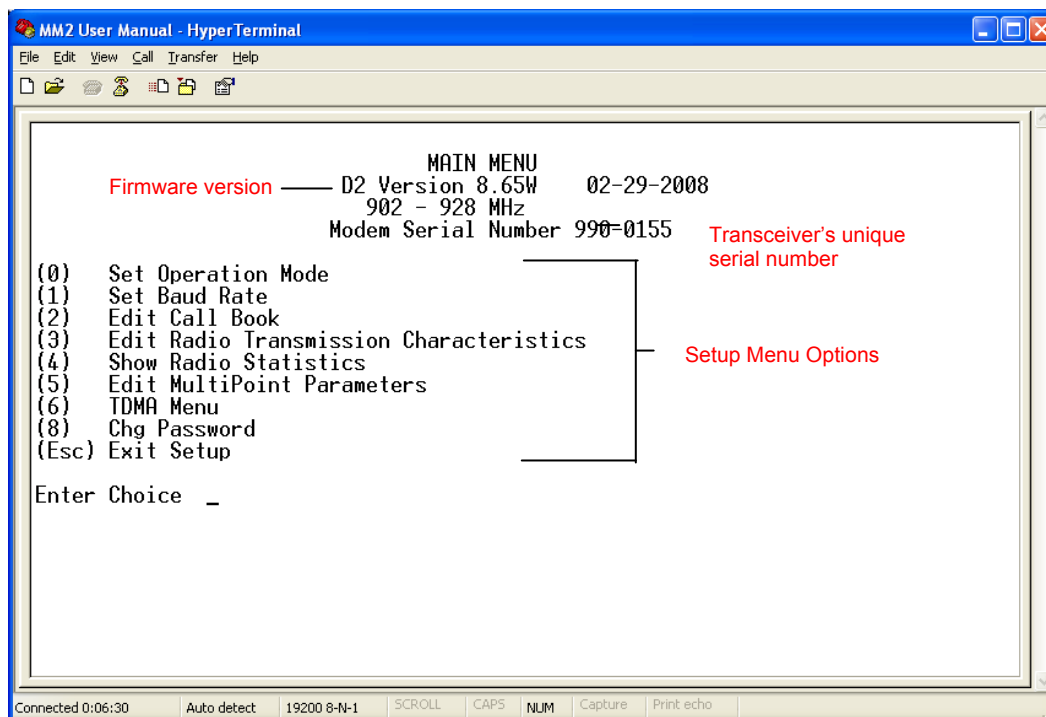 MM2 User Manual - HyperTerminal
File Edit View Call Transfer Help
MAIN MENU
Firmware version D2 Version 8.65W 02-29-2008
902 - 928 MHz
Modem Serial Number 990-0155
Transceiver's unique
serial number
(0) Set Operation Mode
(1) Set Baud Rate
(2) Edit Call Book
(3) Edit Radio Transmission Characteristics
(4) Show Radio Statistics
(5) Edit MultiPoint Parameters
(6) TDMA Menu
(8) Chg Password
(Esc) Exit Setup
Setup Menu Options
Enter Choice _
Connected 0:06:30 Auto detect 19200 8-N-1 SCROLL CAPS NUM Capture Print echo